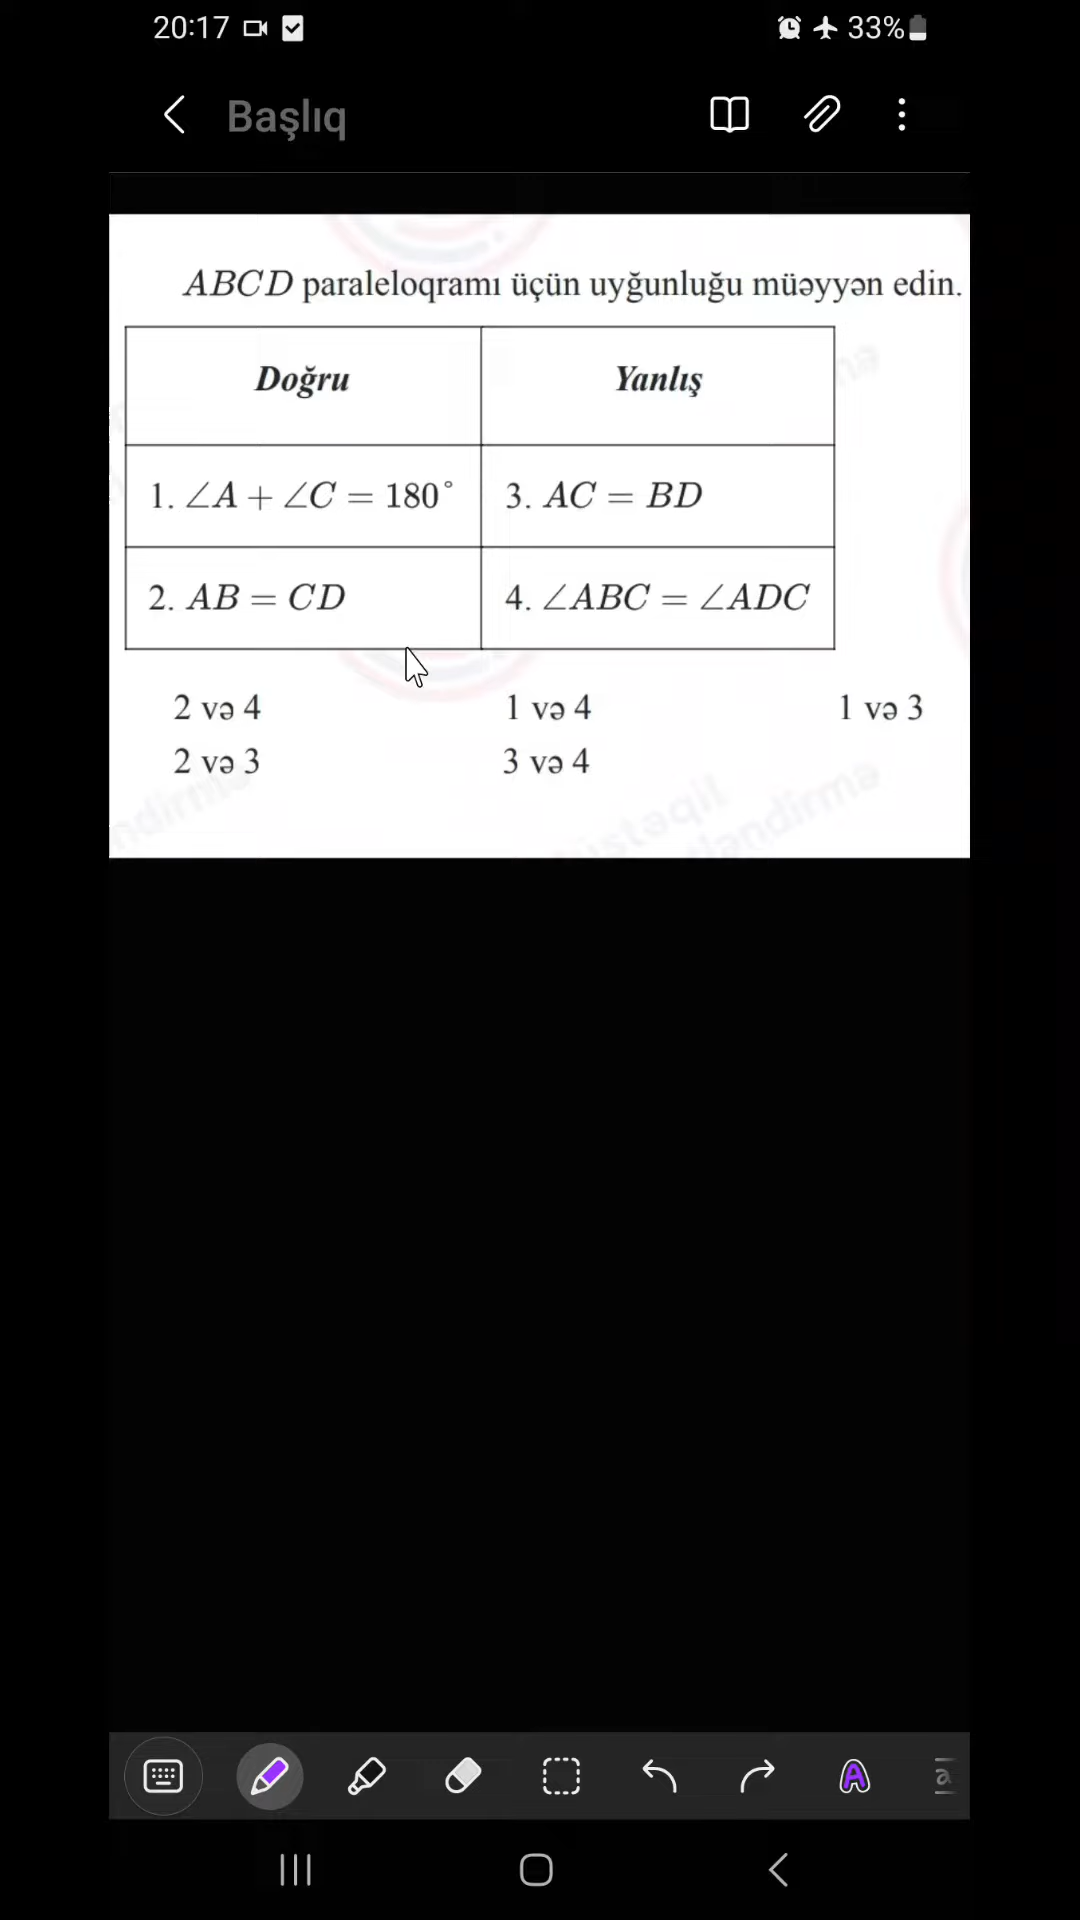 20:17 33%
Başlıq
ABCD paraleloqramı üçün uyğunluğu müəyyən edin.
Doğru Yanlış
1. ∠A + ∠C = 180° 3. AC = BD
2. AB = CD 4. ∠ABC = ∠ADC
2 və 4 1 və 4 1 və 3
2 və 3 3 və 4